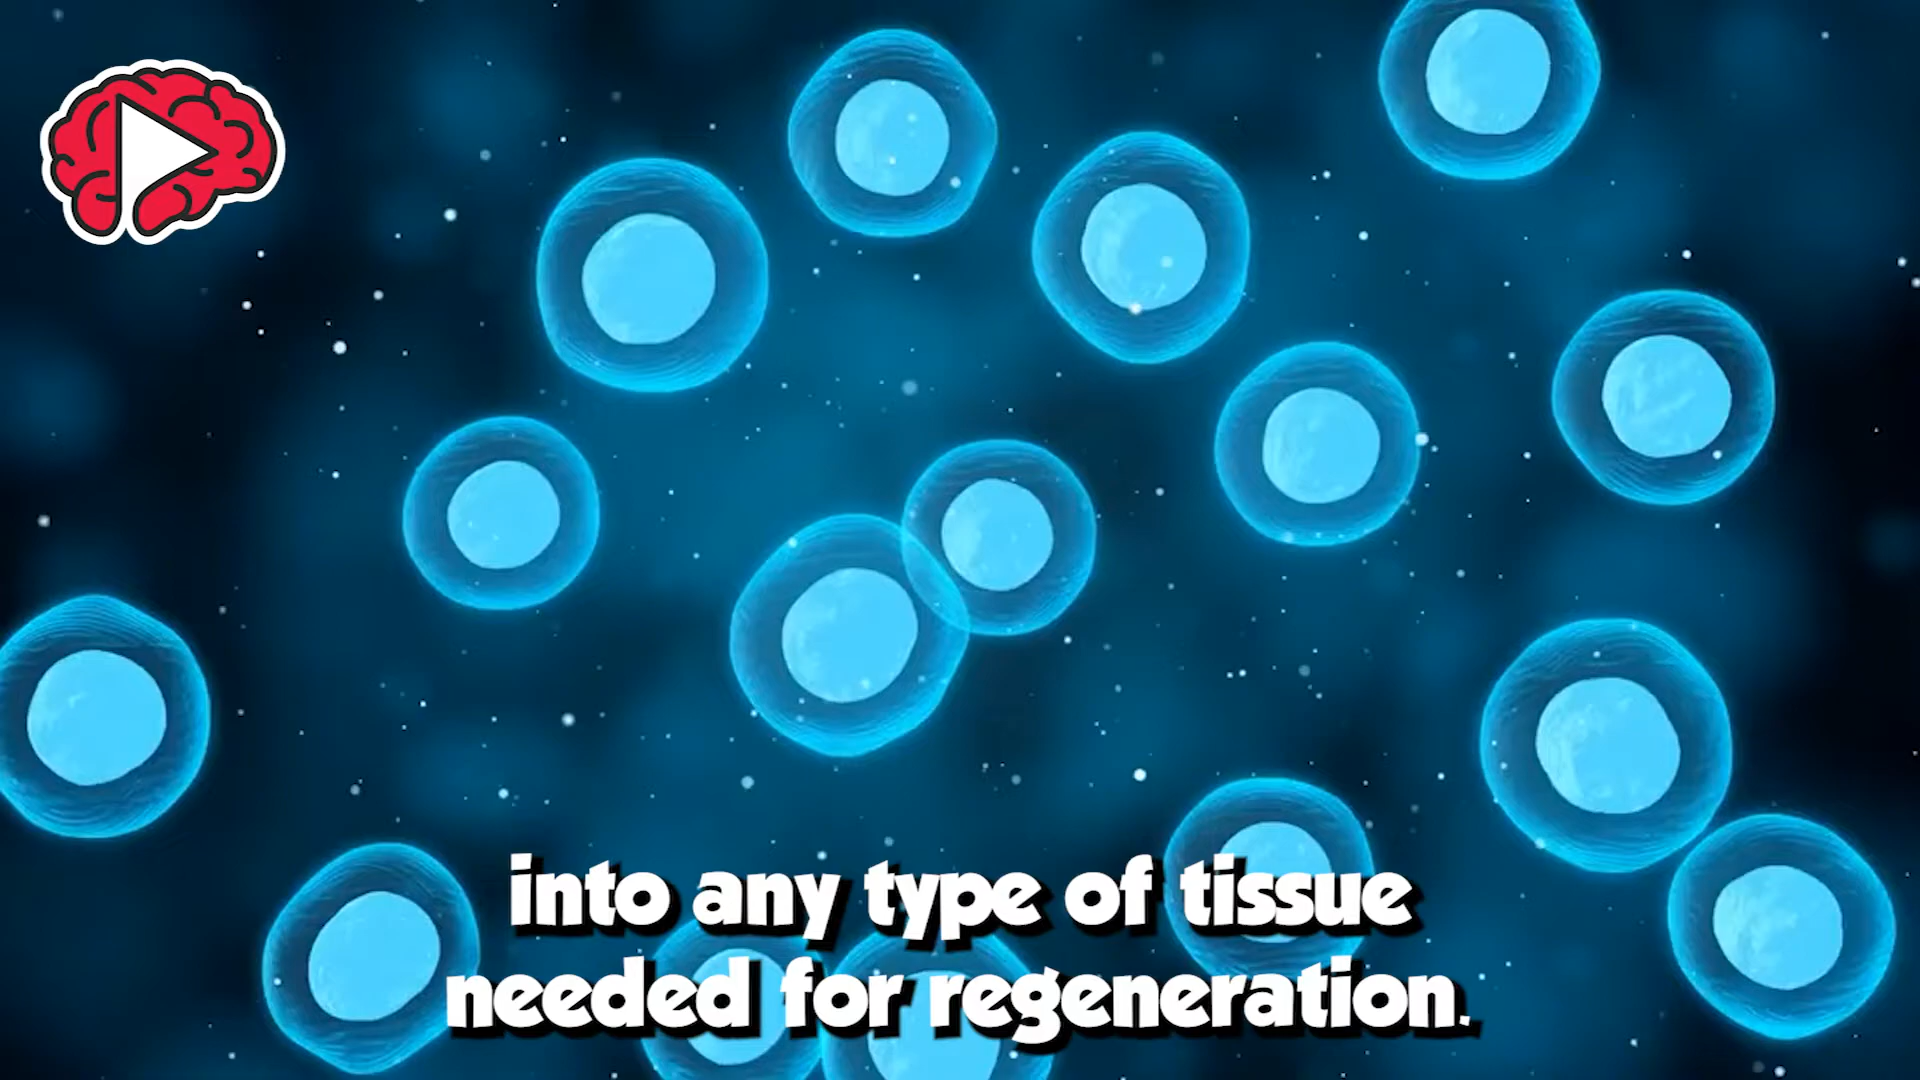 into any type of tissue
needed for regeneration.